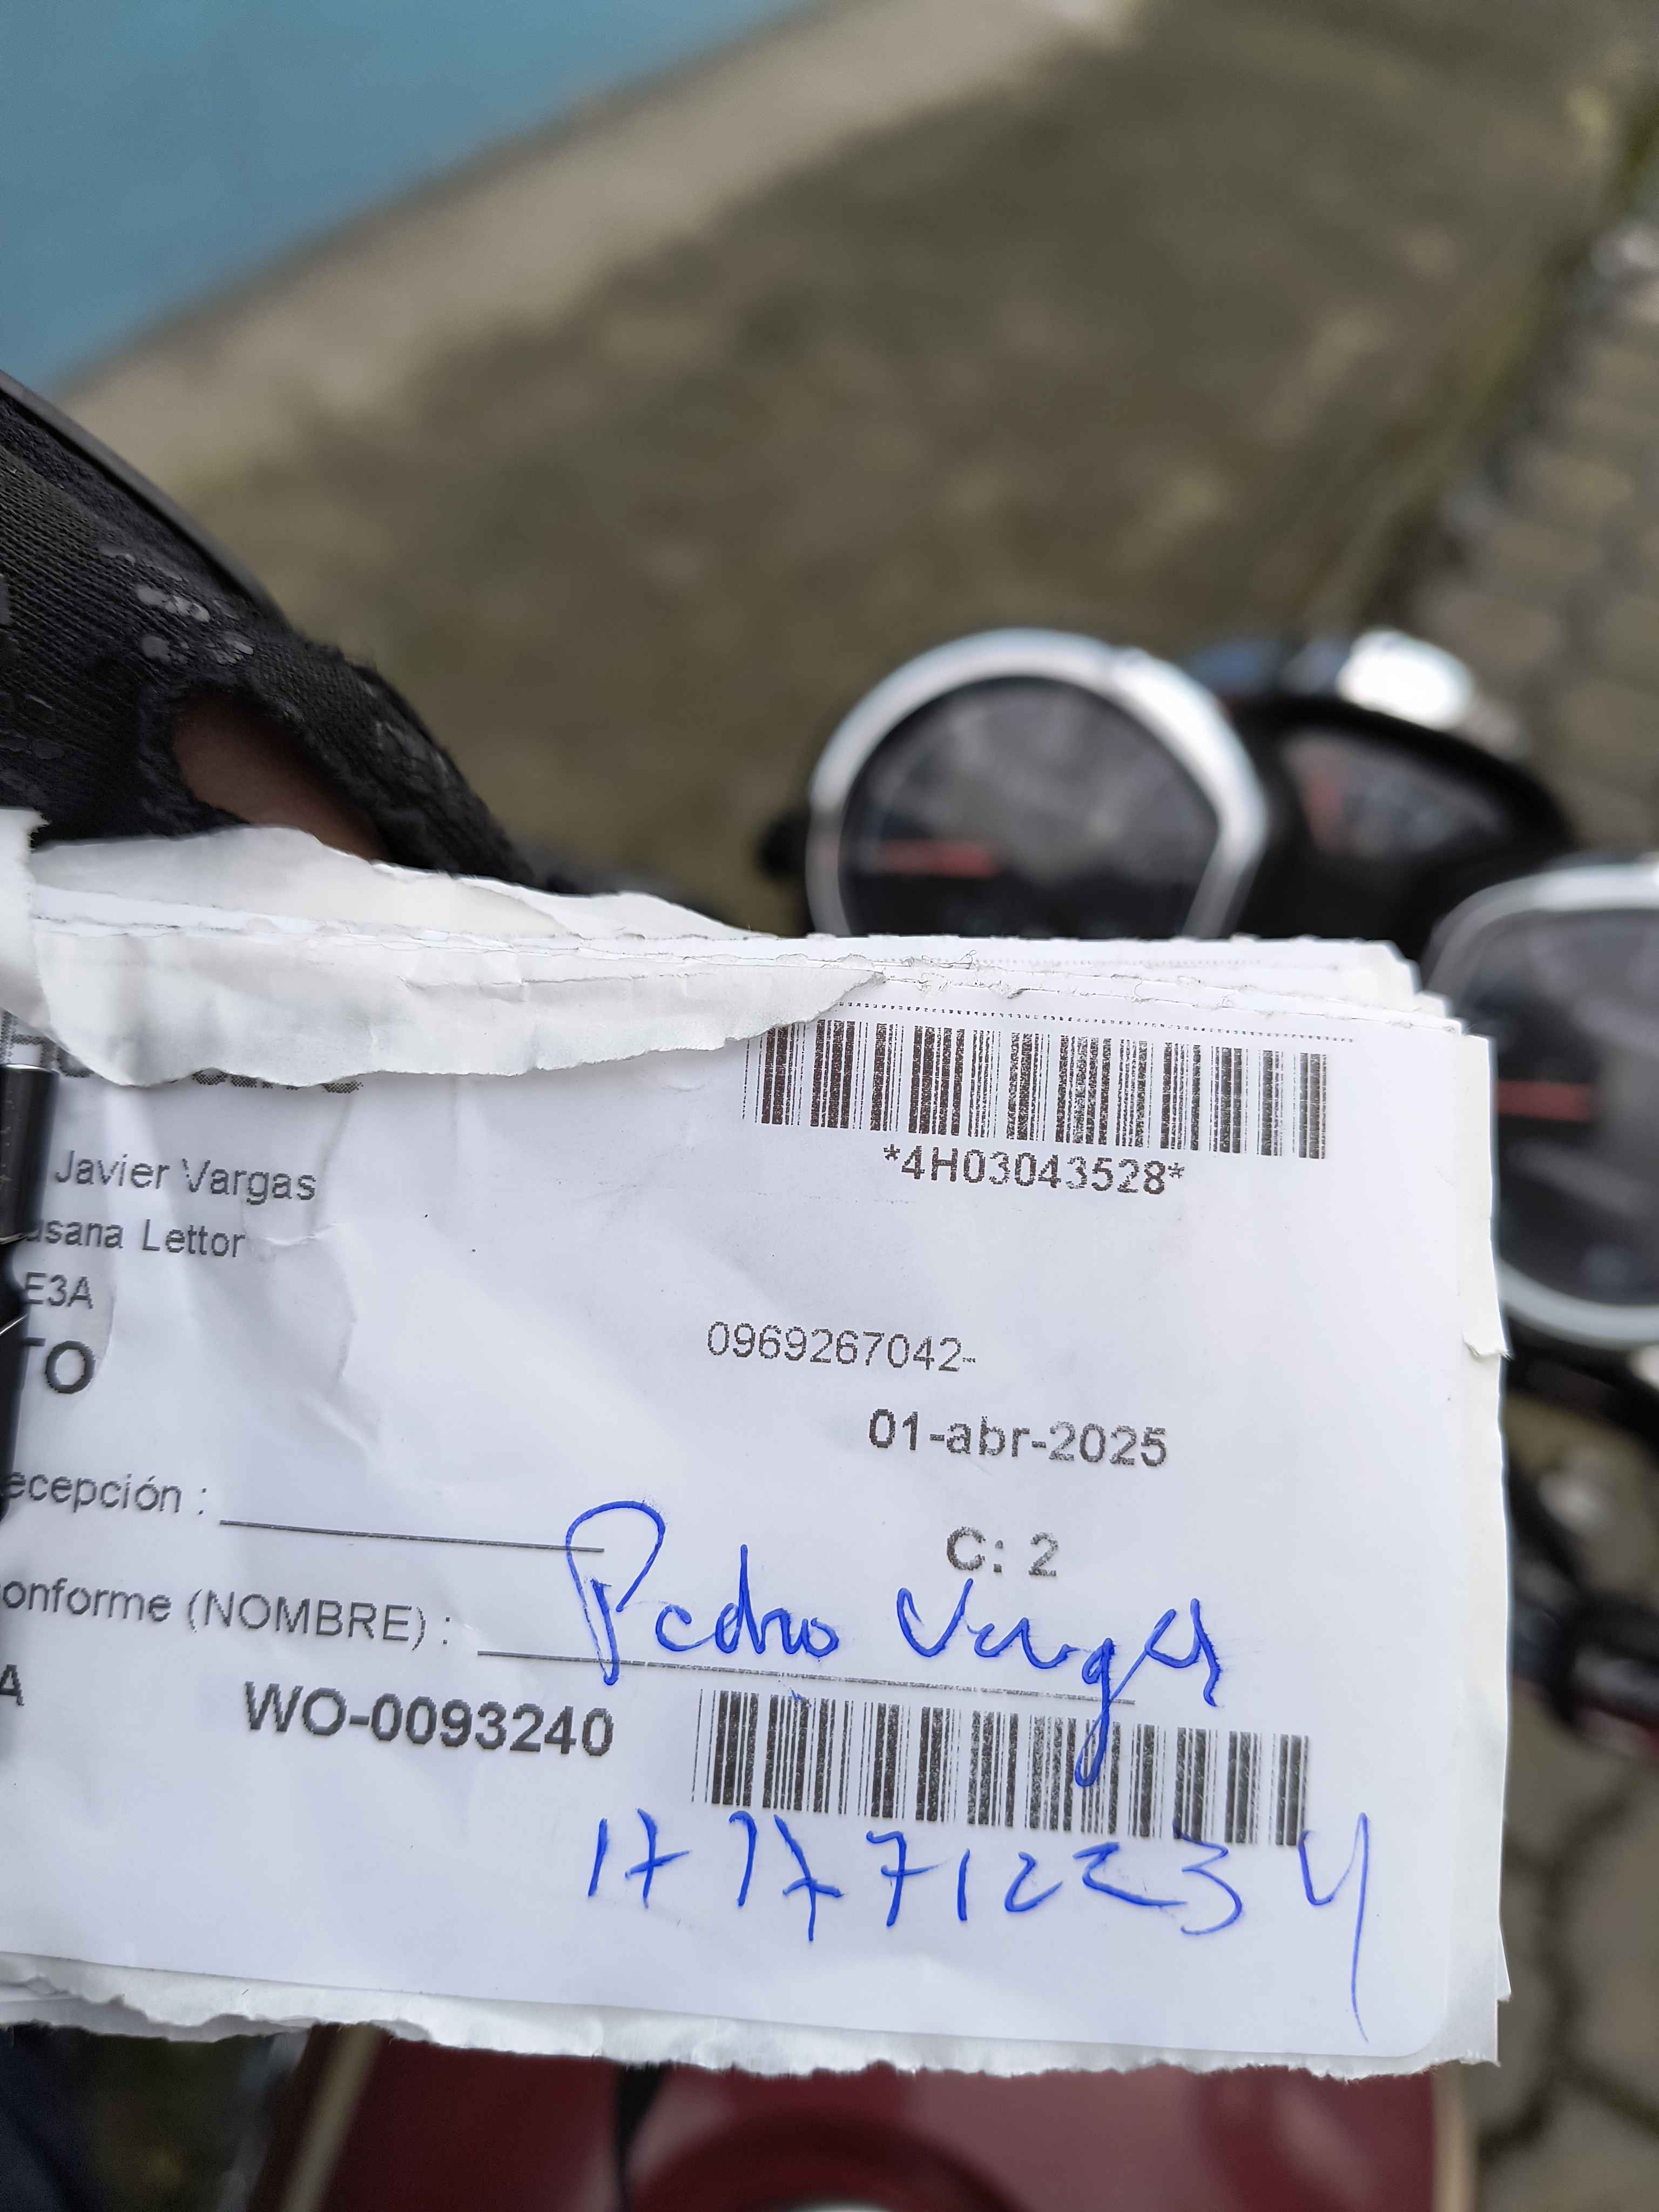 *4H03043528*
Javier Vargas
usana Lettor
E3A
0969267042-
TO
01-abr-2025
ecepción :
C: 2
onforme (NOMBRE) : Pedro Vargas
A WO-0093240
1717712234